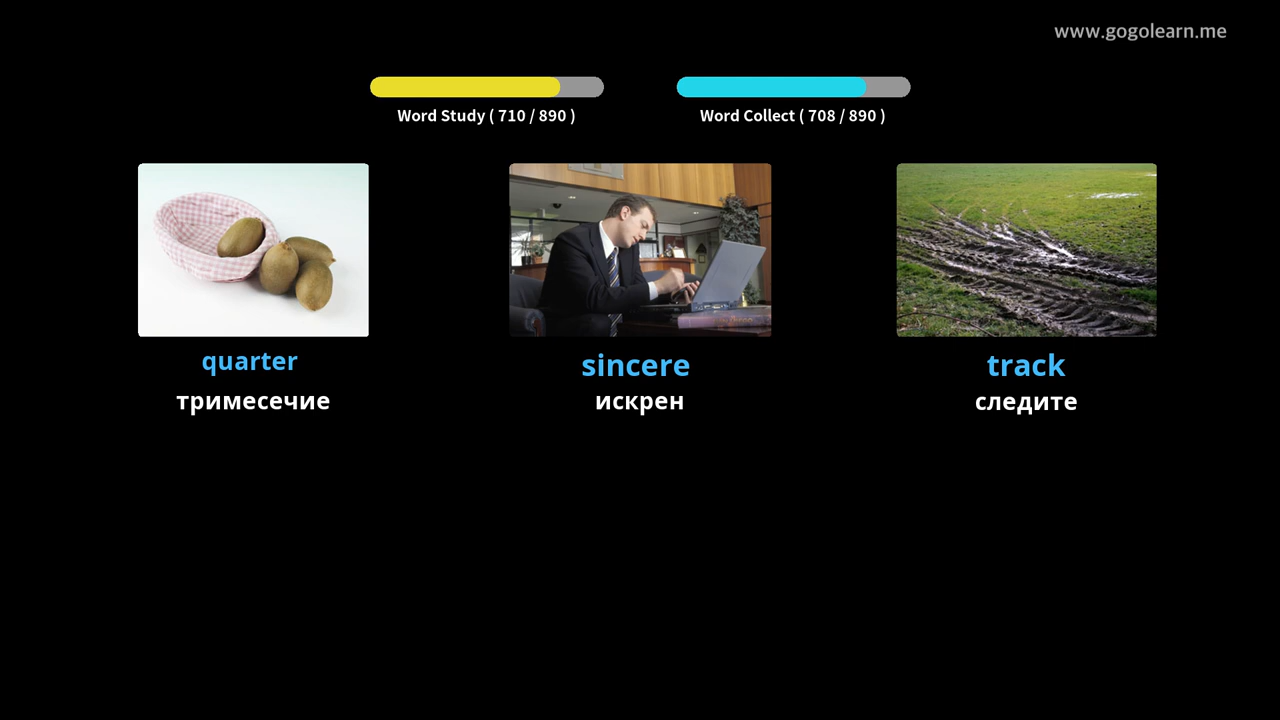 www.gogolearn.me
Word Study ( 710 / 890 )
Word Collect ( 708 / 890 )
quarter
тримесечие
sincere
искрен
track
следите